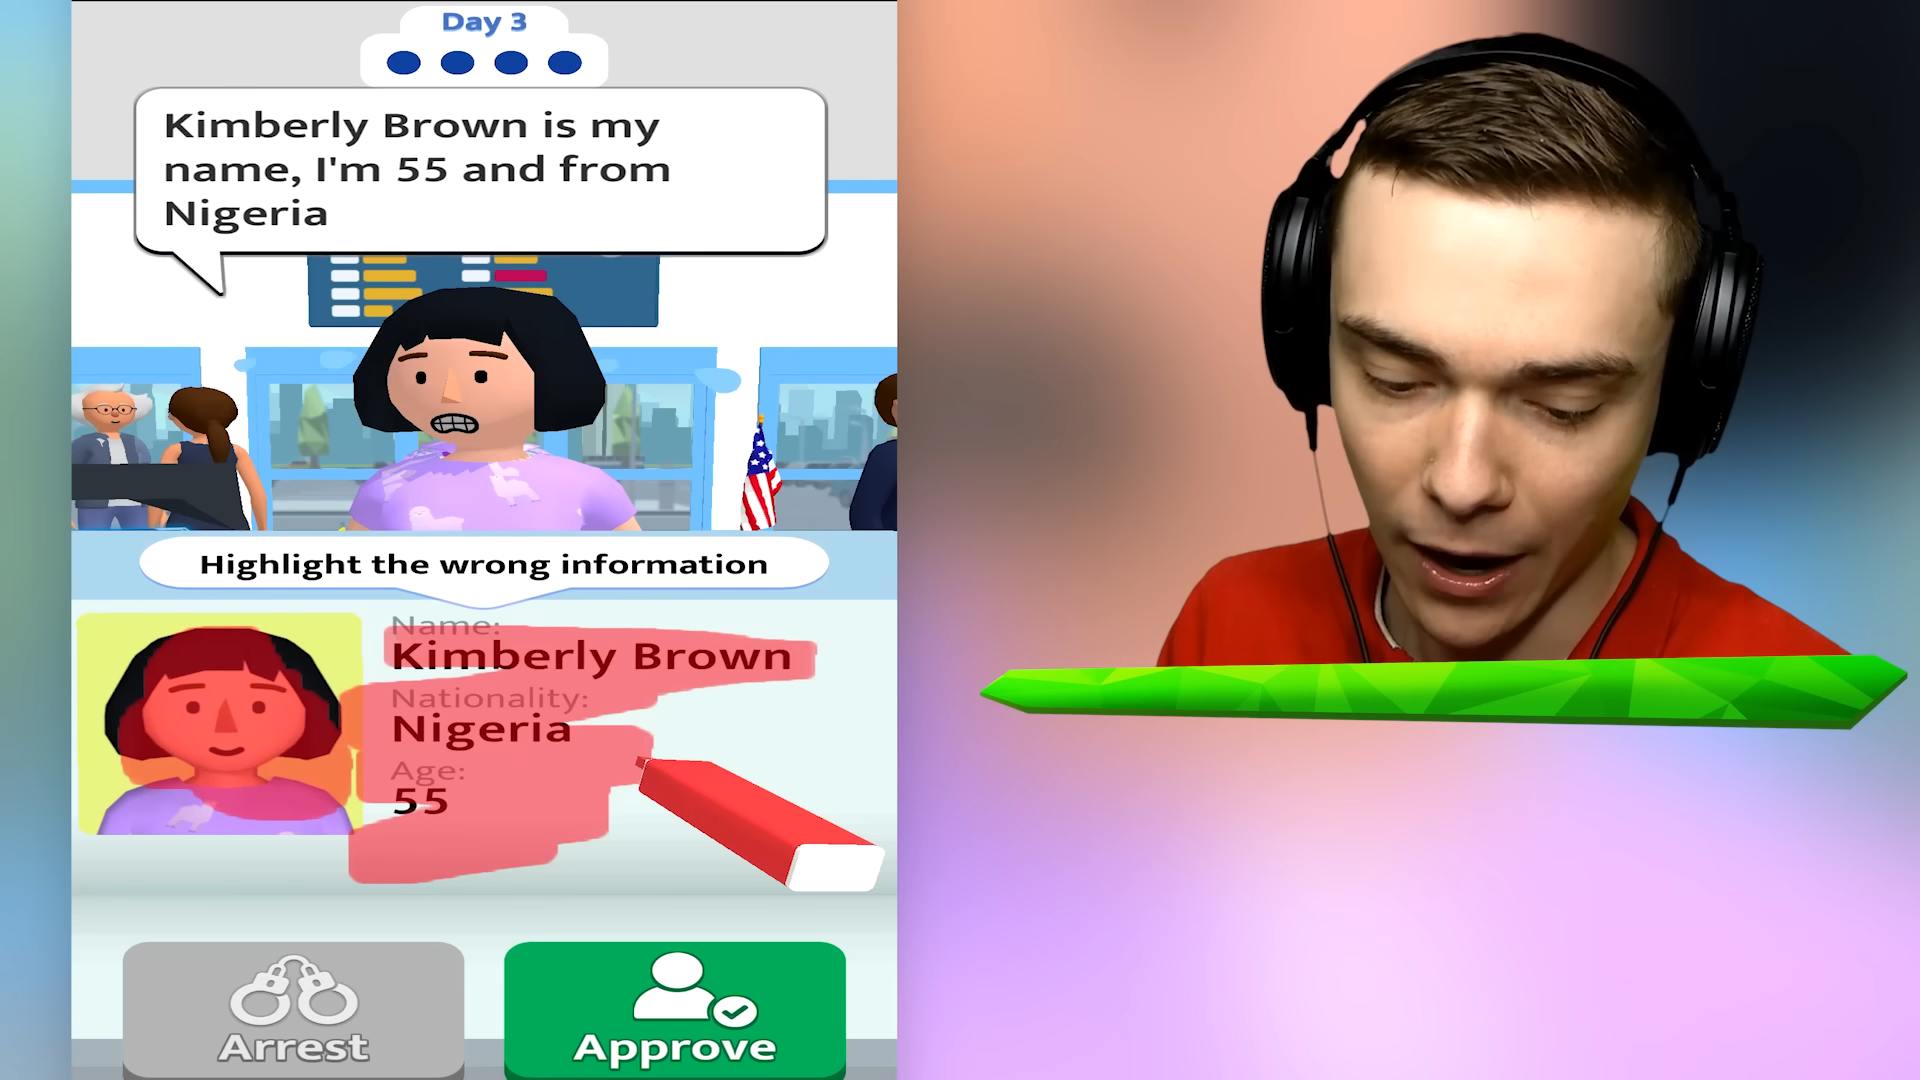 Day 3
Kimberly Brown is my
name, I'm 55 and from
Nigeria
Highlight the wrong information
Name:
Kimberly Brown
Nationality:
Nigeria
Age:
55
Arrest
Approve